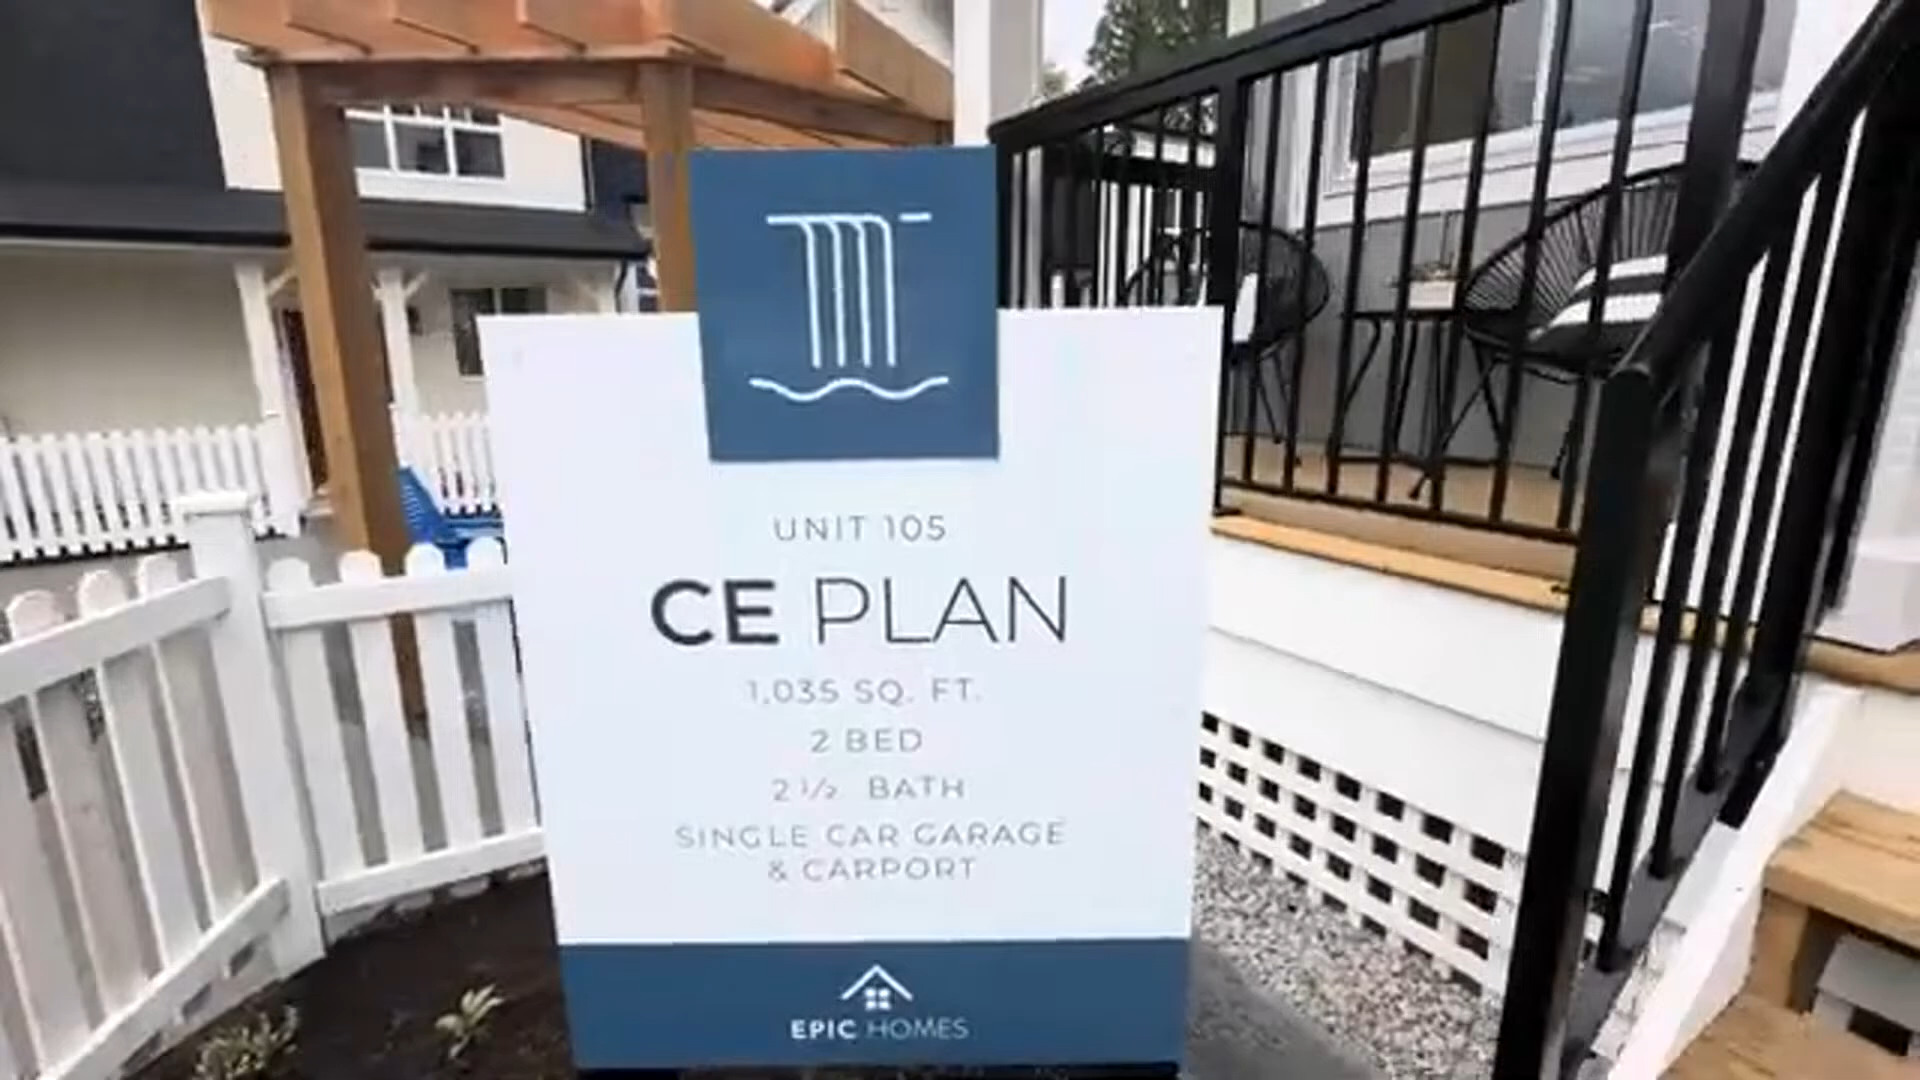 UNIT 105
CE PLAN
1,035 SQ. FT.
2 BED
2 1/2 BATH
SINGLE CAR GARAGE
& CARPORT
EPIC HOMES